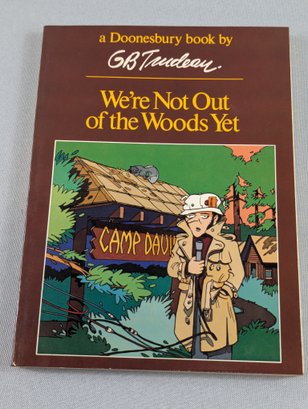 a Doonesbury book by
GB Trudeau.
We're Not Out
of the Woods Yet
CAMP DAVI